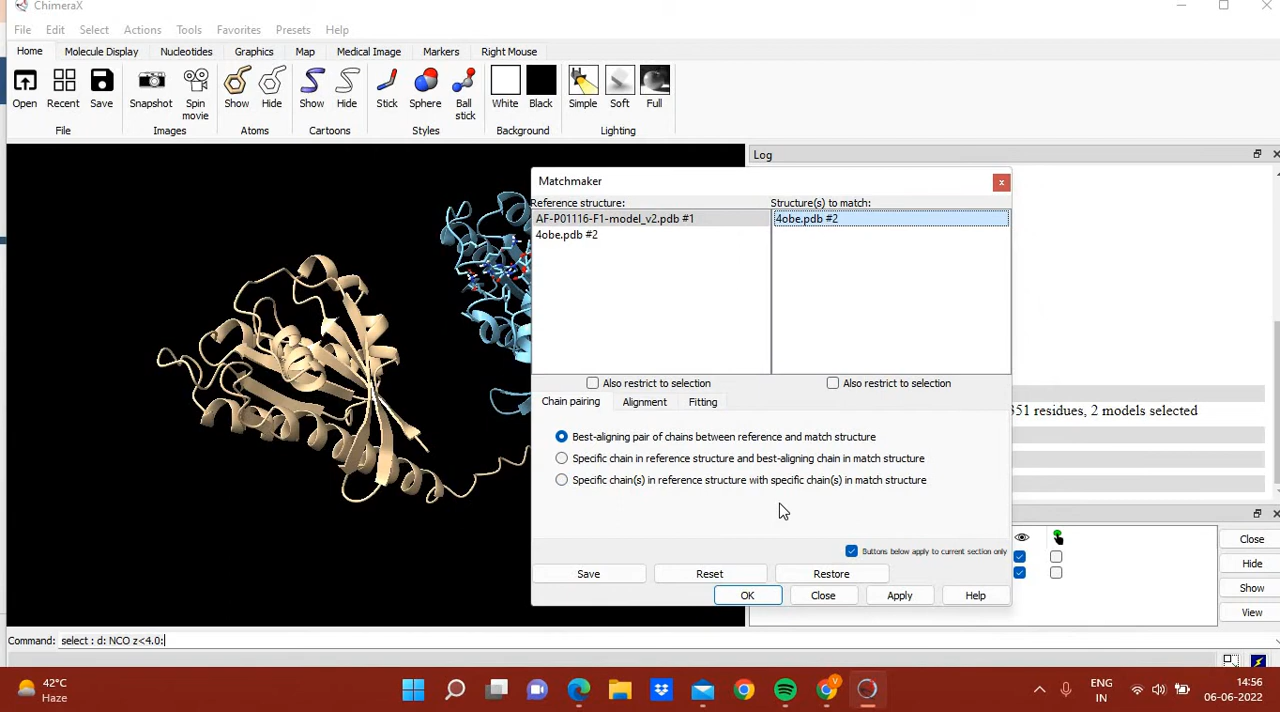 ChimeraX
File Edit Select Actions Tools Favorites Presets Help
Home Molecule Display Nucleotides Graphics Map Medical Image Markers Right Mouse
Open Recent Save Snapshot Spin movie Show Hide Show Hide Stick Sphere Ball stick White Black Simple Soft Full
File Images Atoms Cartoons Styles Background Lighting
Log
Matchmaker
Reference structure: Structure(s) to match:
AF-P01116-F1-model_v2.pdb #1 4obe.pdb #2
4obe.pdb #2
Also restrict to selection Also restrict to selection
Chain pairing Alignment Fitting
351 residues, 2 models selected
Best-aligning pair of chains between reference and match structure
Specific chain in reference structure and best-aligning chain in match structure
Specific chain(s) in reference structure with specific chain(s) in match structure
Buttons below apply to current section only
Save Reset Restore
OK Close Apply Help
Close
Hide
Show
View
Command: select : d: NCO z<4.0:
42°C
Haze
ENG
IN
14:56
06-06-2022